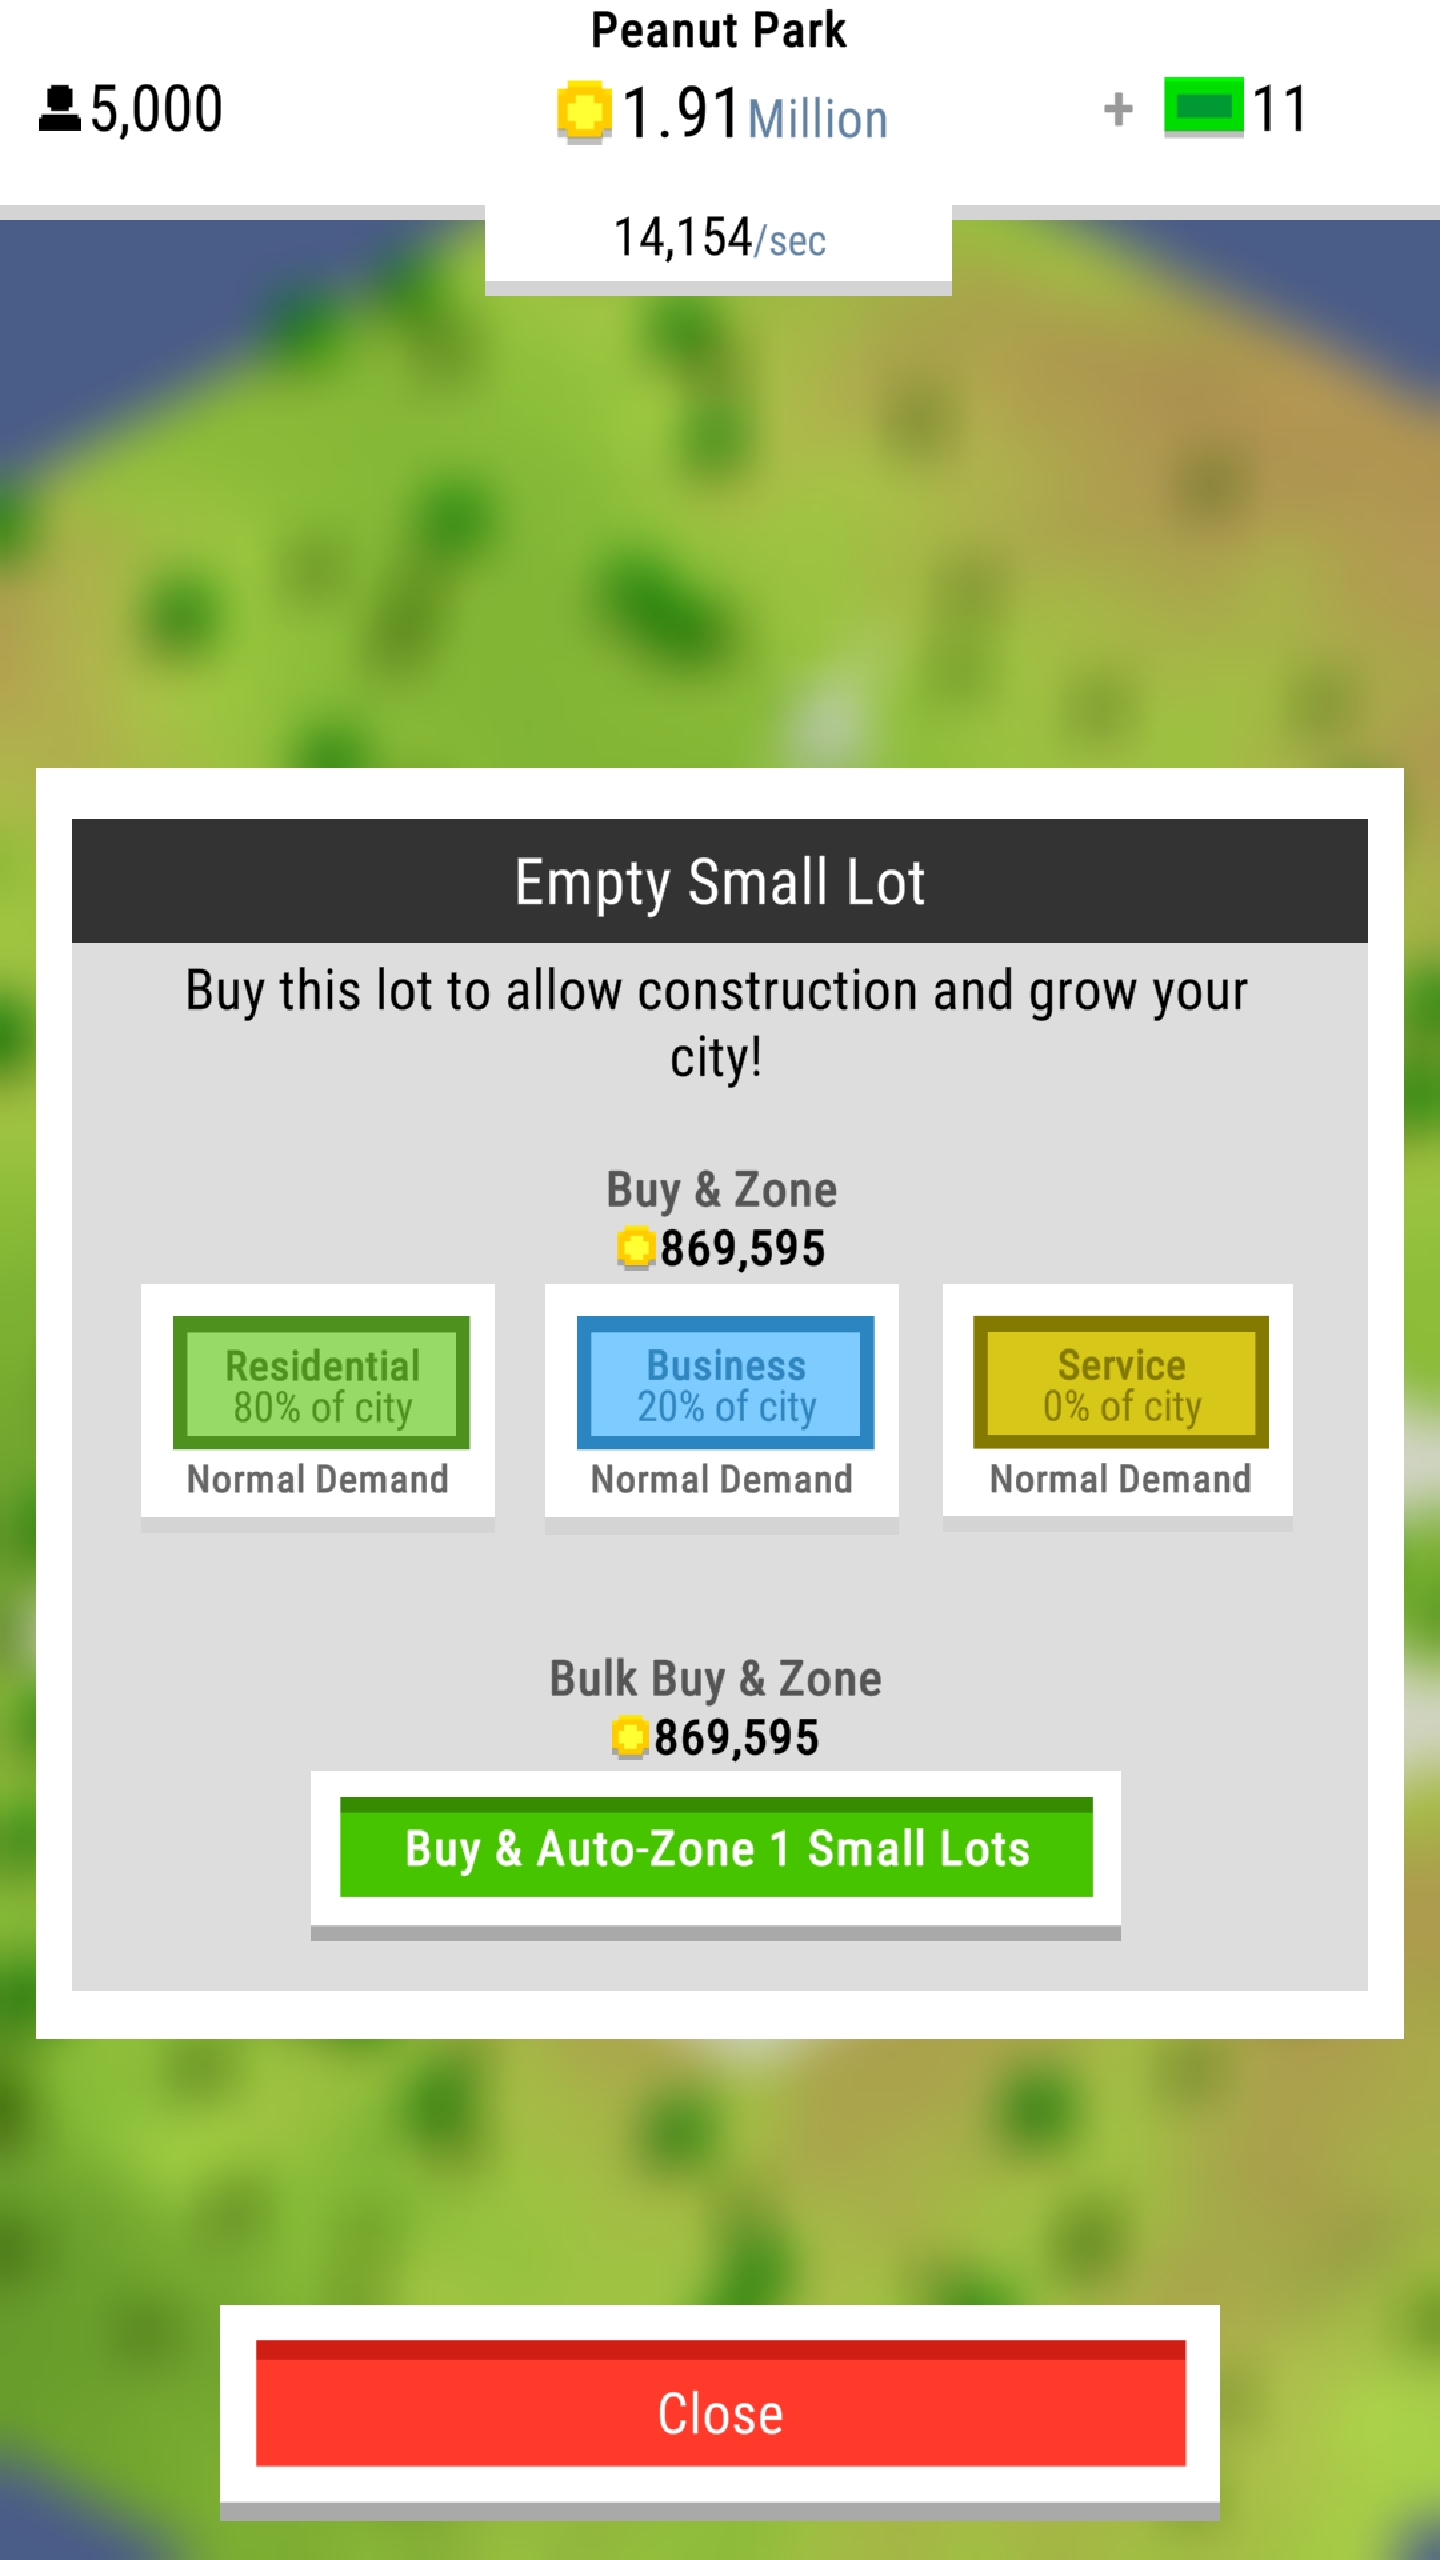 Peanut Park
5,000
1.91 Million
+ 11
14,154/sec
Empty Small Lot
Buy this lot to allow construction and grow your
city!
Buy & Zone
869,595
Residential
80% of city
Normal Demand
Business
20% of city
Normal Demand
Service
0% of city
Normal Demand
Bulk Buy & Zone
869,595
Buy & Auto-Zone 1 Small Lots
Close